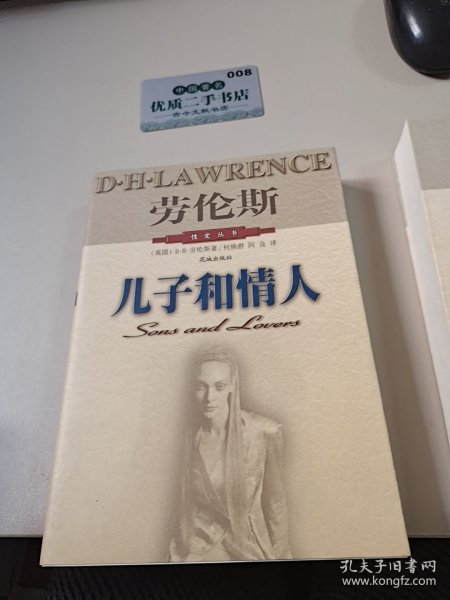 008
中国著名
优质二手书店
古今文献书店
D·H·LAWRENCE
劳伦斯
性爱丛书
〔英国〕D·H·劳伦斯著/何焕群 阿良 译
花城出版社
儿子和情人
Sons and Lovers
孔夫子旧书网
www.kongfz.com